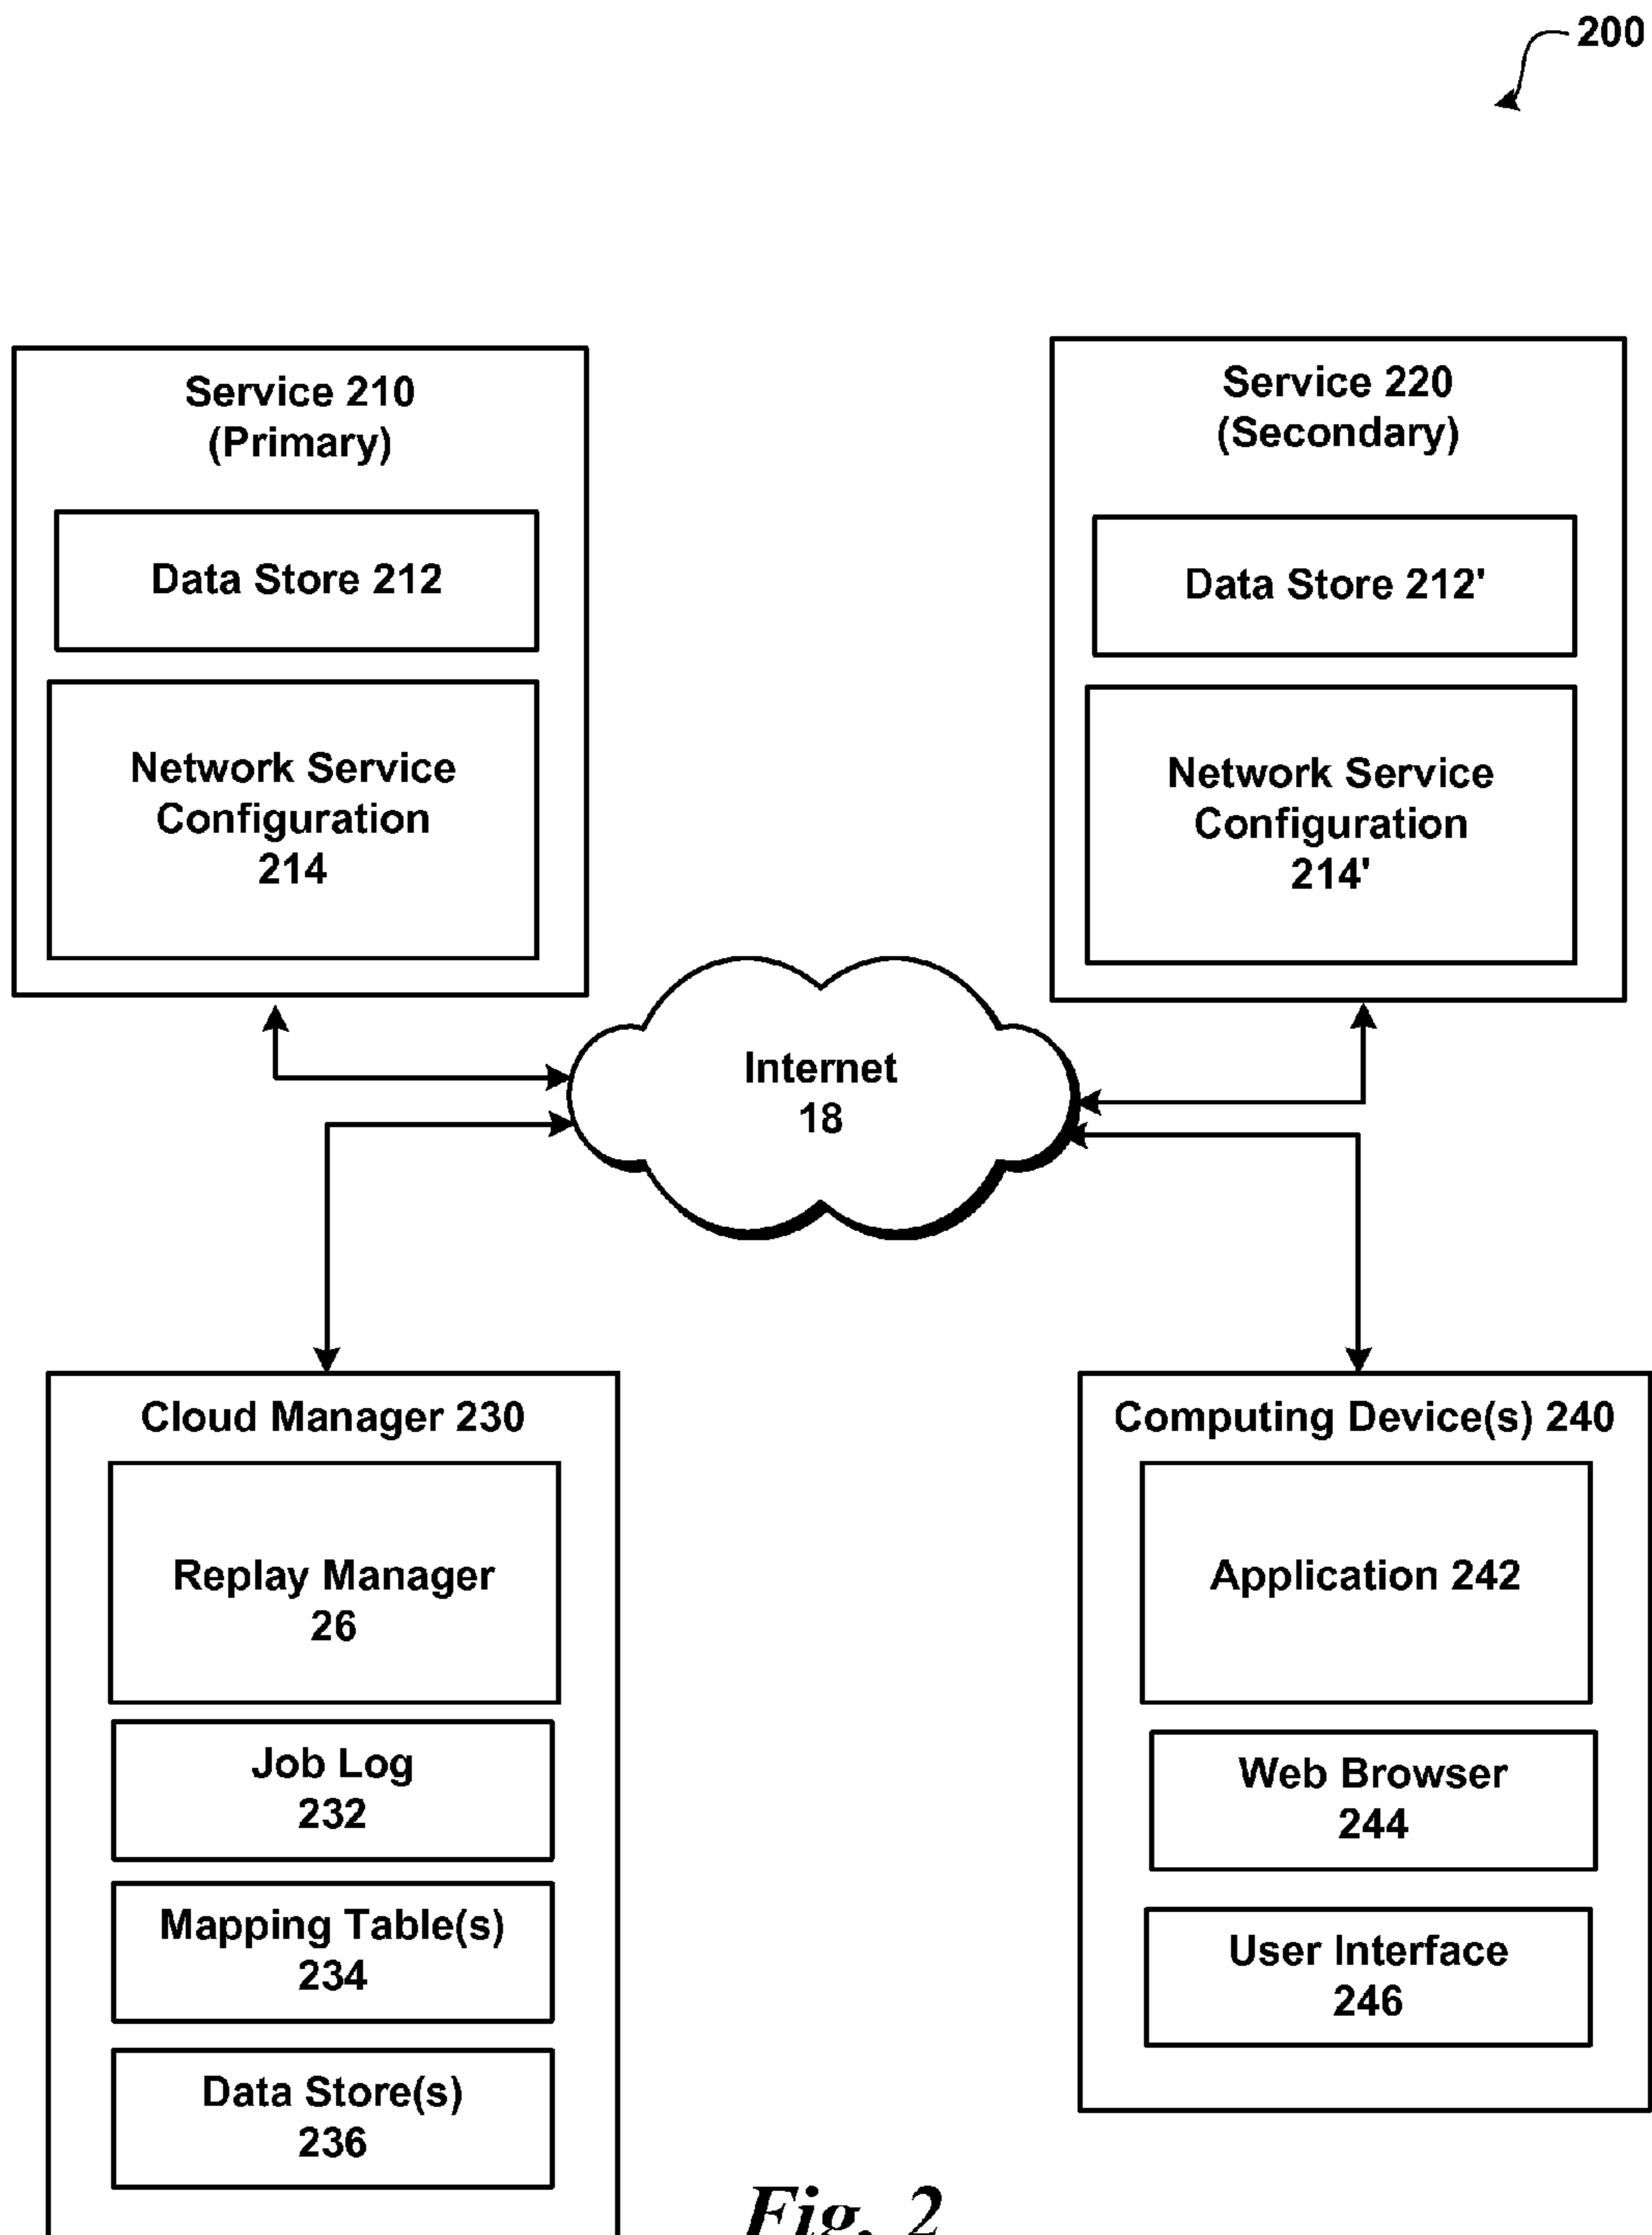 200
Service 210
(Primary)
Data Store 212
Network Service
Configuration
214
Service 220
(Secondary)
Data Store 212'
Network Service
Configuration
214'
Internet
18
Cloud Manager 230
Replay Manager
26
Job Log
232
Mapping Table(s)
234
Data Store(s)
236
Computing Device(s) 240
Application 242
Web Browser
244
User Interface
246
Fig. 2